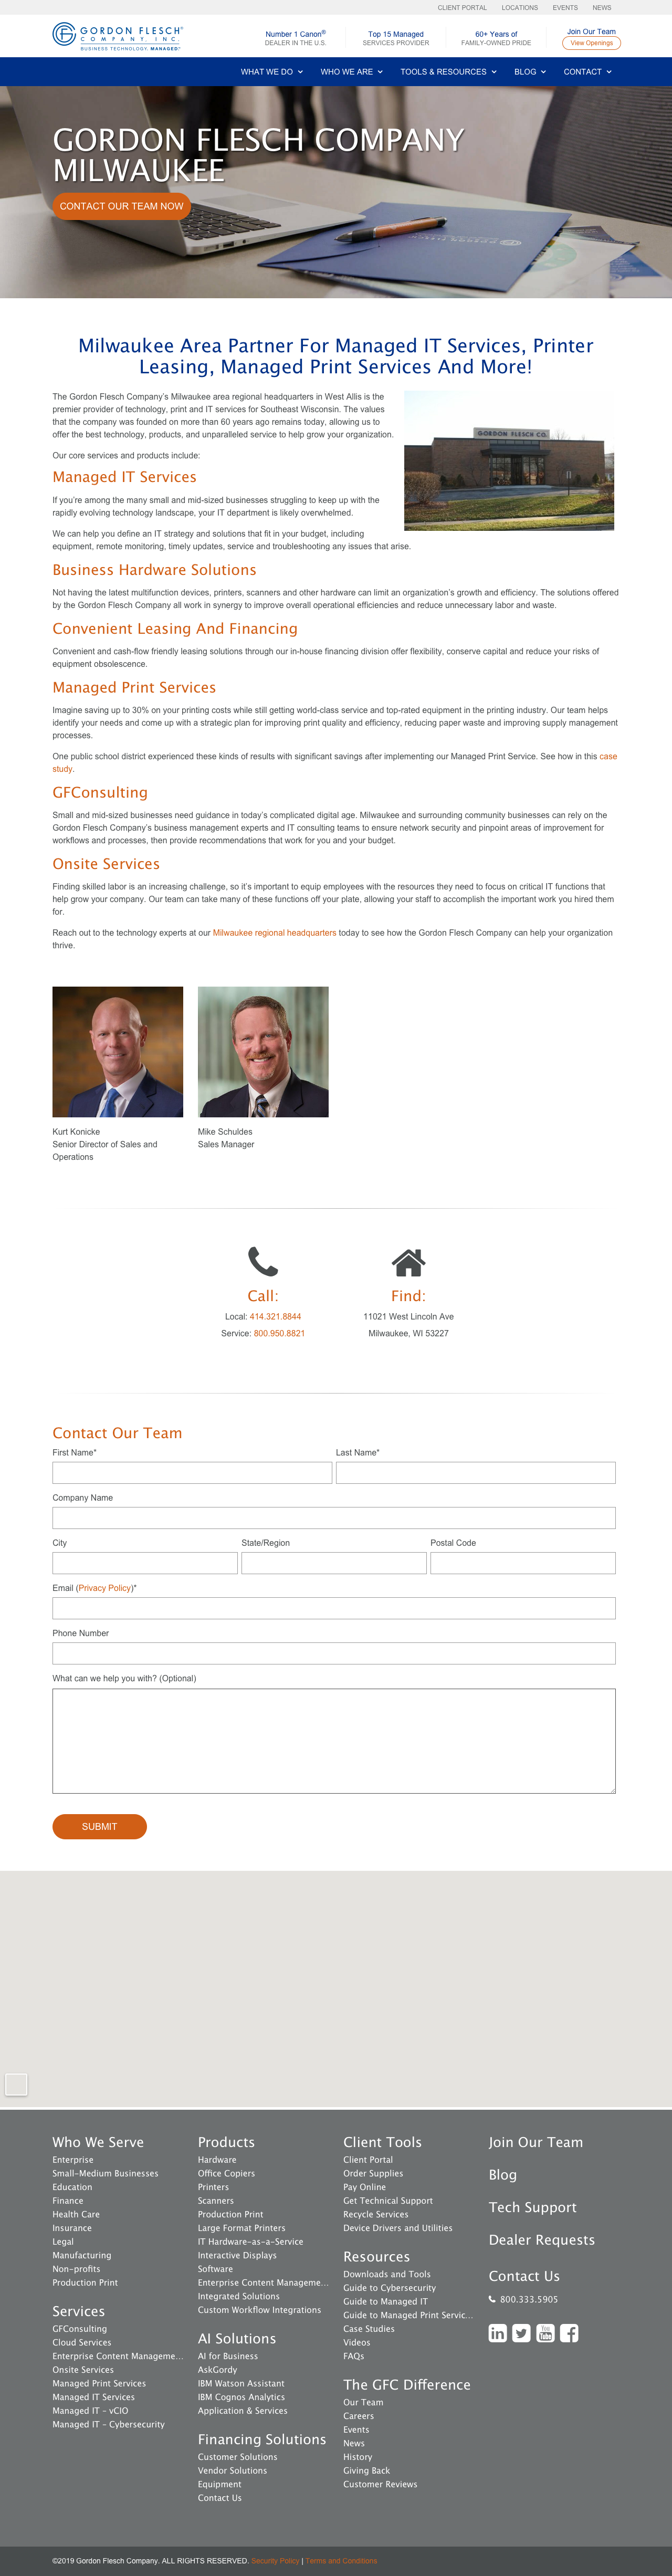 CLIENT PORTAL LOCATIONS EVENTS NEWS
GORDON FLESCH®
COMPANY, INC.
BUSINESS TECHNOLOGY. MANAGED.®
Number 1 Canon®
DEALER IN THE U.S.
Top 15 Managed
SERVICES PROVIDER
60+ Years of
FAMILY-OWNED PRIDE
Join Our Team
View Openings
WHAT WE DO WHO WE ARE TOOLS & RESOURCES BLOG CONTACT
GORDON FLESCH COMPANY
MILWAUKEE
CONTACT OUR TEAM NOW
Milwaukee Area Partner For Managed IT Services, Printer
Leasing, Managed Print Services And More!
The Gordon Flesch Company's Milwaukee area regional headquarters in West Allis is the
premier provider of technology, print and IT services for Southeast Wisconsin. The values
that the company was founded on more than 60 years ago remains today, allowing us to
offer the best technology, products, and unparalleled service to help grow your organization.
GORDON FLESCH CO.
Our core services and products include:
Managed IT Services
If you're among the many small and mid-sized businesses struggling to keep up with the
rapidly evolving technology landscape, your IT department is likely overwhelmed.
We can help you define an IT strategy and solutions that fit in your budget, including
equipment, remote monitoring, timely updates, service and troubleshooting any issues that arise.
Business Hardware Solutions
Not having the latest multifunction devices, printers, scanners and other hardware can limit an organization's growth and efficiency. The solutions offered
by the Gordon Flesch Company all work in synergy to improve overall operational efficiencies and reduce unnecessary labor and waste.
Convenient Leasing And Financing
Convenient and cash-flow friendly leasing solutions through our in-house financing division offer flexibility, conserve capital and reduce your risks of
equipment obsolescence.
Managed Print Services
Imagine saving up to 30% on your printing costs while still getting world-class service and top-rated equipment in the printing industry. Our team helps
identify your needs and come up with a strategic plan for improving print quality and efficiency, reducing paper waste and improving supply management
processes.
One public school district experienced these kinds of results with significant savings after implementing our Managed Print Service. See how in this case
study.
GFConsulting
Small and mid-sized businesses need guidance in today's complicated digital age. Milwaukee and surrounding community businesses can rely on the
Gordon Flesch Company's business management experts and IT consulting teams to ensure network security and pinpoint areas of improvement for
workflows and processes, then provide recommendations that work for you and your budget.
Onsite Services
Finding skilled labor is an increasing challenge, so it's important to equip employees with the resources they need to focus on critical IT functions that
help grow your company. Our team can take many of these functions off your plate, allowing your staff to accomplish the important work you hired them
for.
Reach out to the technology experts at our Milwaukee regional headquarters today to see how the Gordon Flesch Company can help your organization
thrive.
Kurt Konicke
Senior Director of Sales and
Operations
Mike Schuldes
Sales Manager
Call:
Local: 414.321.8844
Service: 800.950.8821
Find:
11021 West Lincoln Ave
Milwaukee, WI 53227
Contact Our Team
First Name* Last Name*
Company Name
City State/Region Postal Code
Email (Privacy Policy)*
Phone Number
What can we help you with? (Optional)
SUBMIT
Who We Serve
Enterprise
Small-Medium Businesses
Education
Finance
Health Care
Insurance
Legal
Manufacturing
Non-profits
Production Print
Services
GFConsulting
Cloud Services
Enterprise Content Manageme...
Onsite Services
Managed Print Services
Managed IT Services
Managed IT - vCIO
Managed IT - Cybersecurity
Products
Hardware
Office Copiers
Printers
Scanners
Production Print
Large Format Printers
IT Hardware-as-a-Service
Interactive Displays
Software
Enterprise Content Manageme...
Integrated Solutions
Custom Workflow Integrations
AI Solutions
AI for Business
AskGordy
IBM Watson Assistant
IBM Cognos Analytics
Application & Services
Financing Solutions
Customer Solutions
Vendor Solutions
Equipment
Contact Us
Client Tools
Client Portal
Order Supplies
Pay Online
Get Technical Support
Recycle Services
Device Drivers and Utilities
Resources
Downloads and Tools
Guide to Cybersecurity
Guide to Managed IT
Guide to Managed Print Servic...
Case Studies
Videos
FAQs
The GFC Difference
Our Team
Careers
Events
News
History
Giving Back
Customer Reviews
Join Our Team
Blog
Tech Support
Dealer Requests
Contact Us
800.333.5905
You
Tube
©2019 Gordon Flesch Company. ALL RIGHTS RESERVED. Security Policy | Terms and Conditions